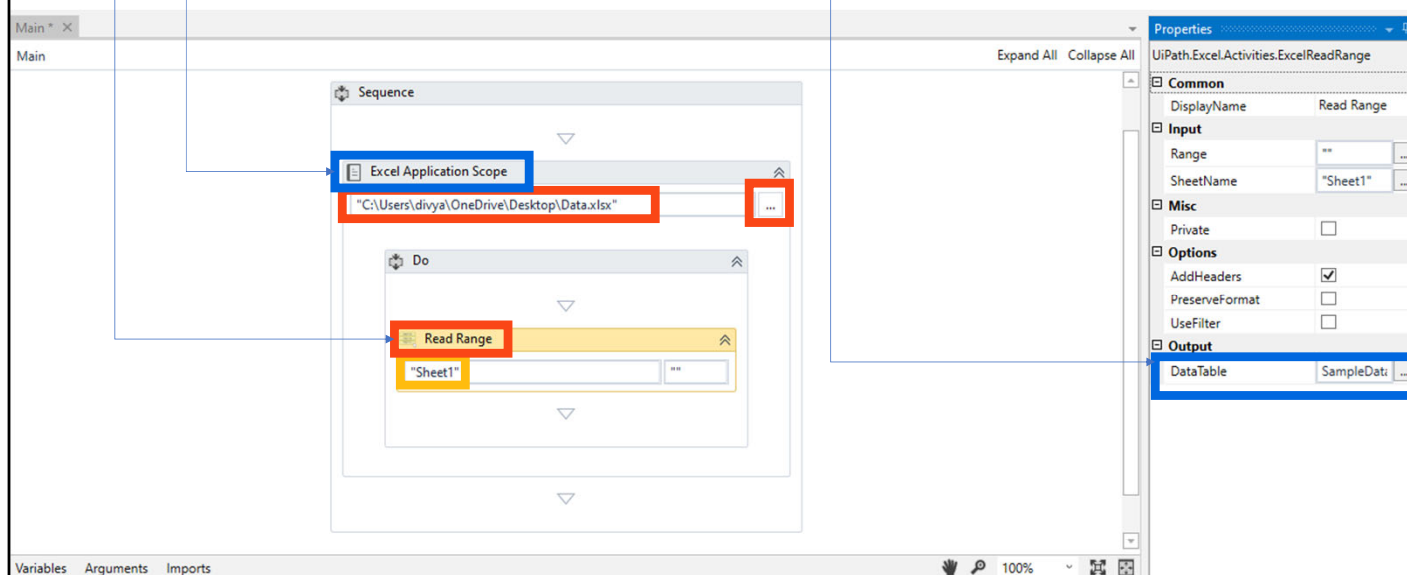 Main *
Properties
Main
Expand All Collapse All
UiPath.Excel.Activities.ExcelReadRange
Sequence
Common
DisplayName Read Range
Input
Range ""
...
Excel Application Scope
SheetName "Sheet1"
...
"C:\Users\divya\OneDrive\Desktop\Data.xlsx"
...
Misc
Private
Do
Options
AddHeaders
PreserveFormat
UseFilter
Read Range
Output
"Sheet1" ""
DataTable SampleData
...
Variables Arguments Imports
100%